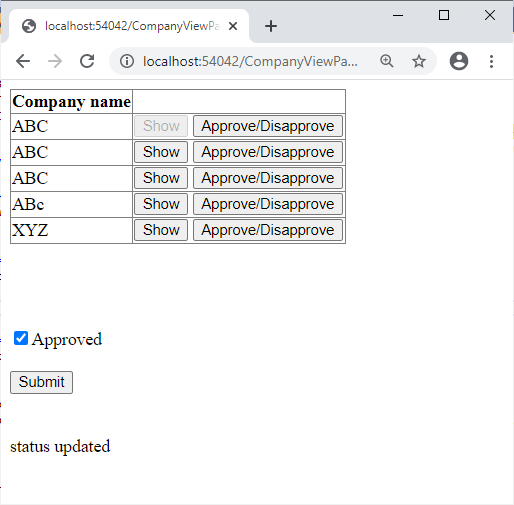 localhost:54042/CompanyViewPa
localhost:54042/CompanyViewPa...
Company name
ABC Show Approve/Disapprove
ABC Show Approve/Disapprove
ABC Show Approve/Disapprove
ABc Show Approve/Disapprove
XYZ Show Approve/Disapprove
Approved
Submit
status updated